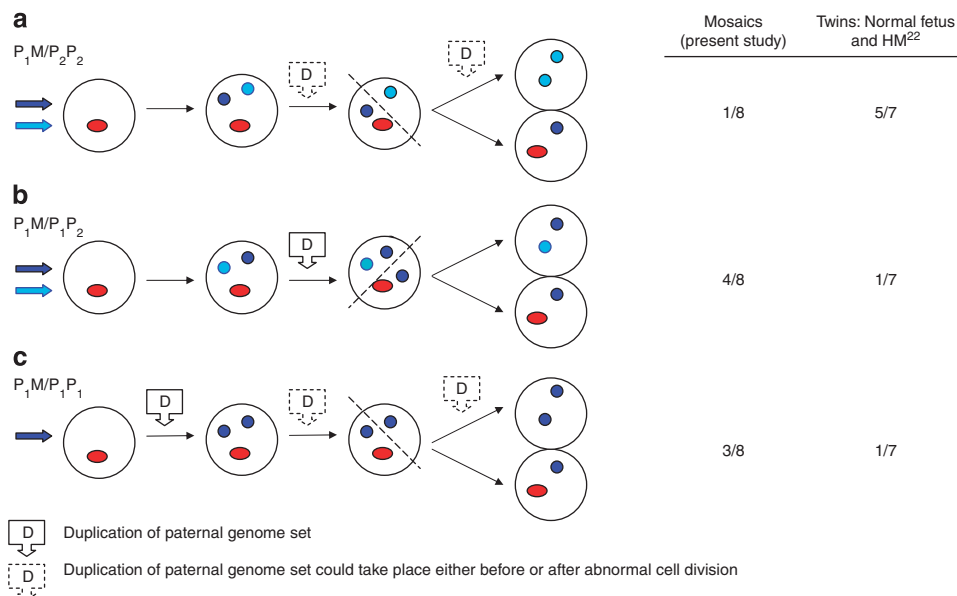 a
Mosaics
(present study)
Twins: Normal fetus
and HM22
P1M/P2P2
D
D
1/8
5/7
b
P1M/P1P2
D
4/8
1/7
c
P1M/P1P1
D
D
D
3/8
1/7
D Duplication of paternal genome set
D Duplication of paternal genome set could take place either before or after abnormal cell division